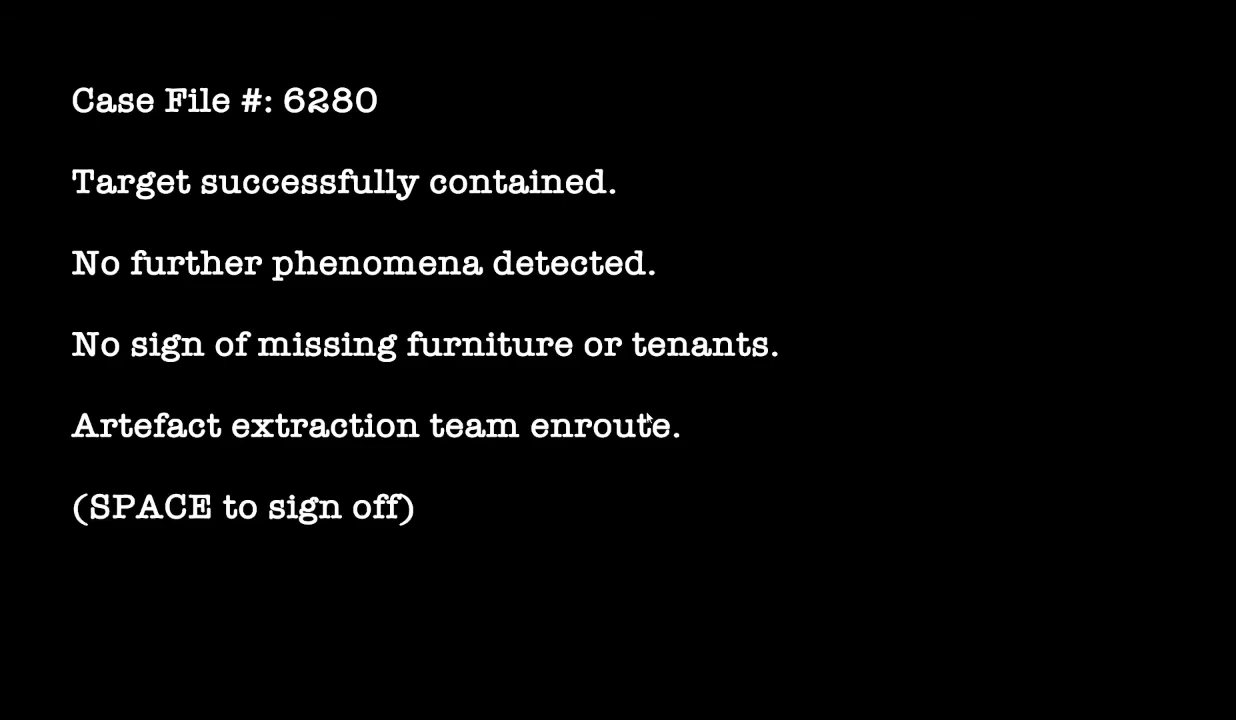 Case File #: 6280
Target successfully contained.
No further phenomena detected.
No sign of missing furniture or tenants.
Artefact extraction team enroute.
(SPACE to sign off)